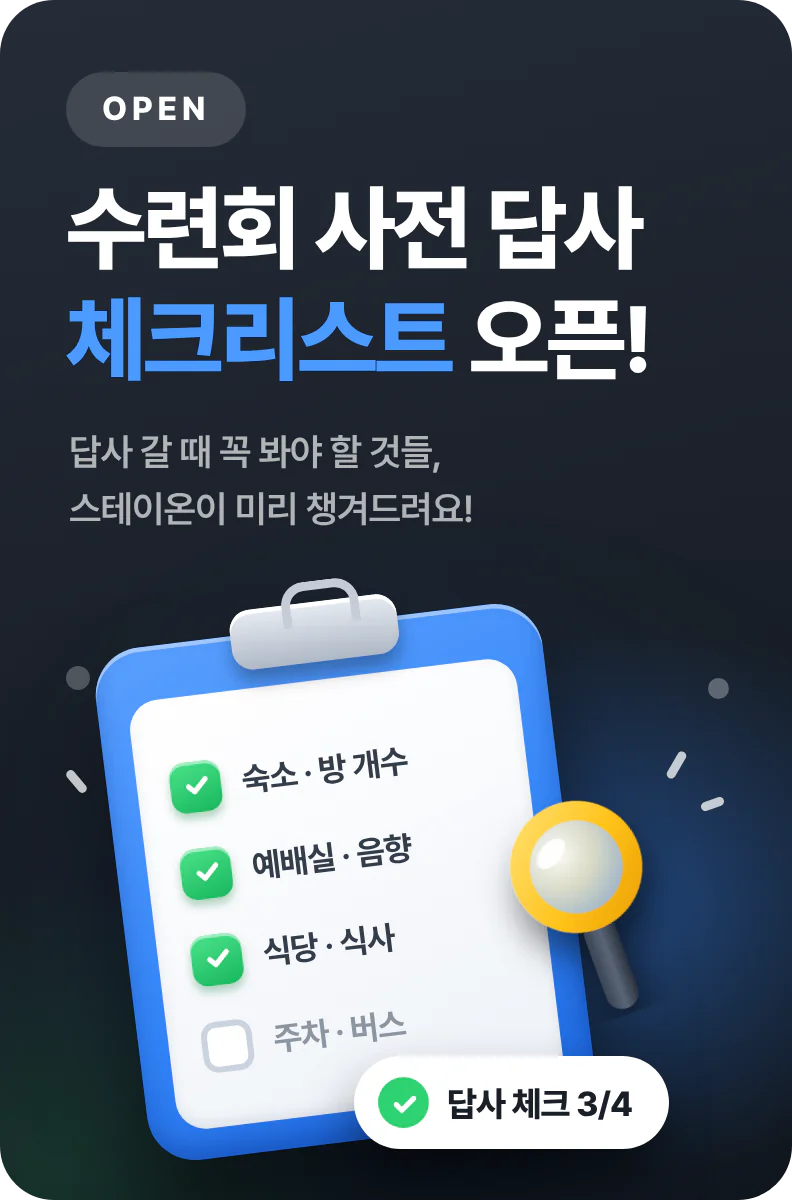 OPEN
수련회 사전 답사
체크리스트 오픈!
답사 갈 때 꼭 봐야 할 것들,
스테이온이 미리 챙겨드려요!
숙소 · 방 개수
예배실 · 음향
식당 · 식사
주차 · 버스
답사 체크 3/4